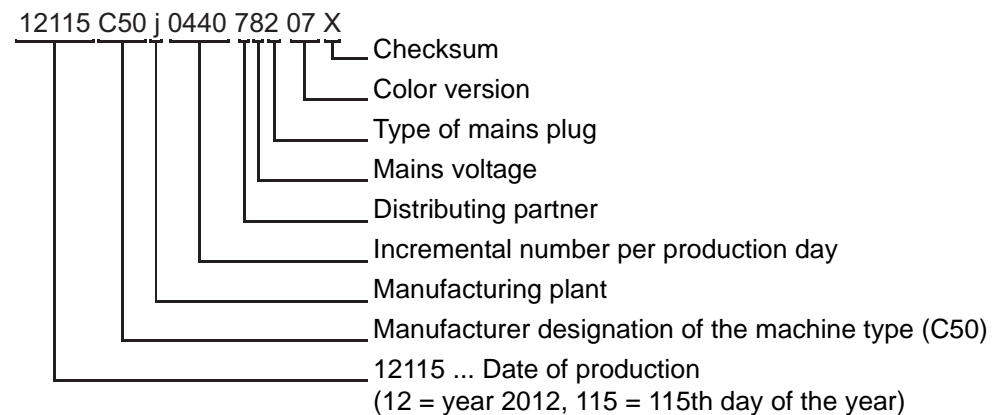 12115 C50 j 0440 782 07 X
Checksum
Color version
Type of mains plug
Mains voltage
Distributing partner
Incremental number per production day
Manufacturing plant
Manufacturer designation of the machine type (C50)
12115 ... Date of production
(12 = year 2012, 115 = 115th day of the year)